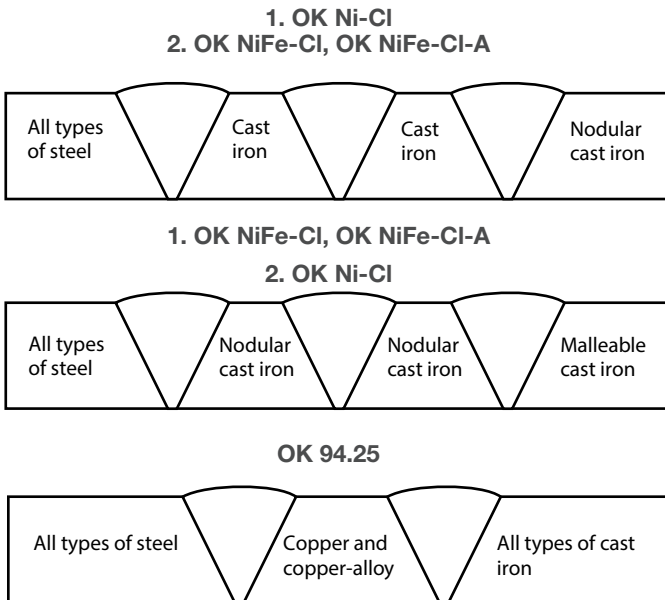 1. OK Ni-Cl
2. OK NiFe-Cl, OK NiFe-Cl-A
All types
of steel
Cast
iron
Cast
iron
Nodular
cast iron
1. OK NiFe-Cl, OK NiFe-Cl-A
2. OK Ni-Cl
All types
of steel
Nodular
cast iron
Nodular
cast iron
Malleable
cast iron
OK 94.25
All types of steel
Copper and
copper-alloy
All types of cast
iron